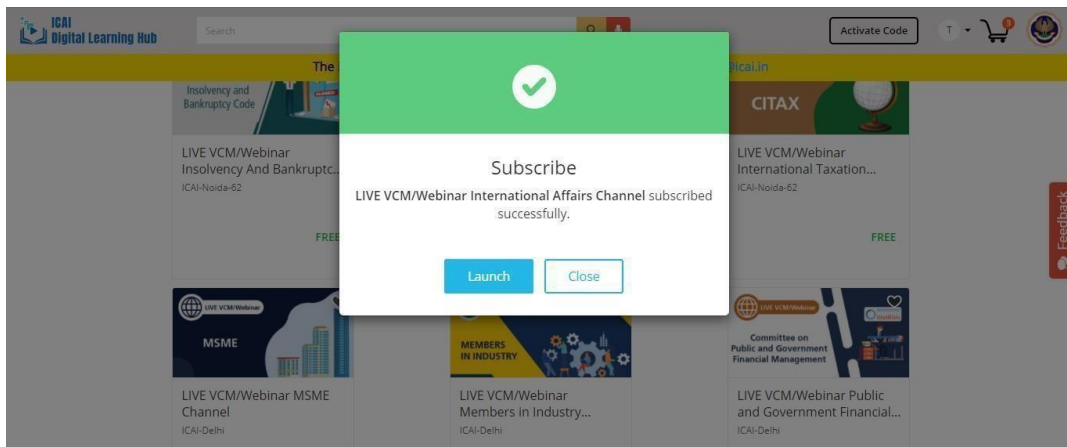 ICAI
Digital Learning Hub
Search
Activate Code
T
The
@icai.in
Insolvency and
Bankruptcy Code
CITAX
LIVE VCM/Webinar
Insolvency And Bankruptc...
ICAI-Noida-62
FREE
Subscribe
LIVE VCM/Webinar International Affairs Channel subscribed
successfully.
Launch
Close
LIVE VCM/Webinar
International Taxation...
ICAI-Noida-62
FREE
Feedback
LIVE VCM/Webinar
MSME
LIVE VCM/Webinar MSME
Channel
ICAI-Delhi
MEMBERS
IN INDUSTRY
LIVE VCM/Webinar
Members in Industry...
ICAI-Delhi
LIVE VCM/Webinar
Committee on
Public and Government
Financial Management
LIVE VCM/Webinar Public
and Government Financial...
ICAI-Delhi